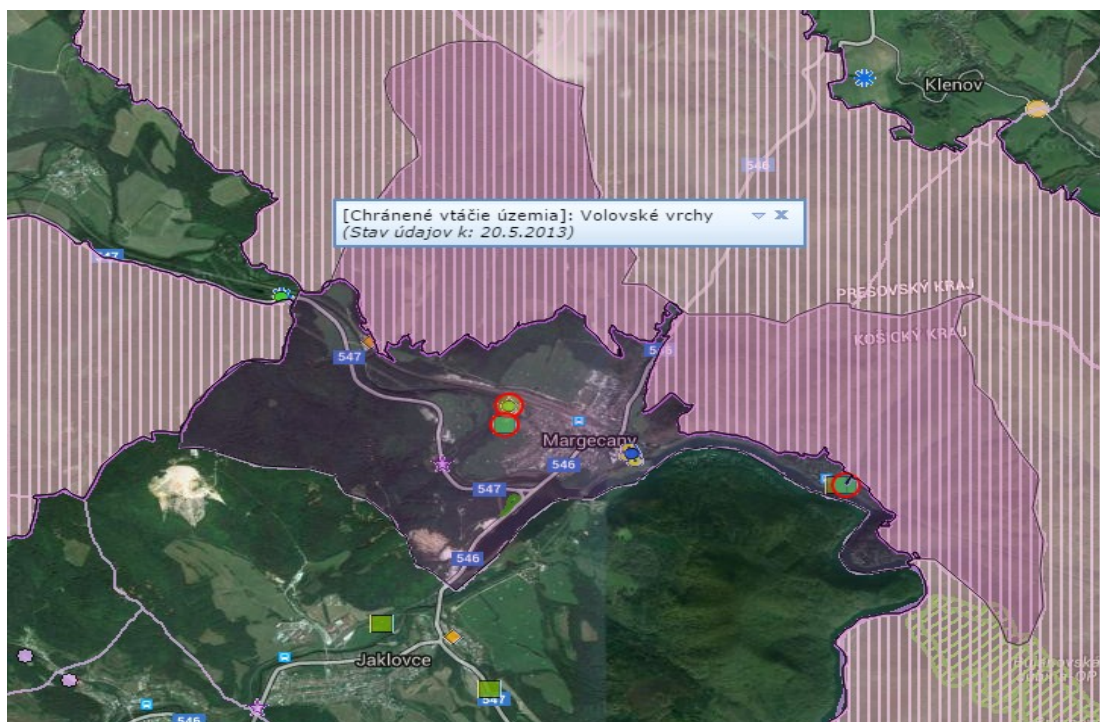 Klenov
546
[Chránené vtáčie územia]: Volovské vrchy
(Stav údajov k: 20.5.2013)
547
PREŠOVSKÝ KRAJ
KOŠICKÝ KRAJ
547
546
Margecany
546
547
546
Jaklovce
547
546